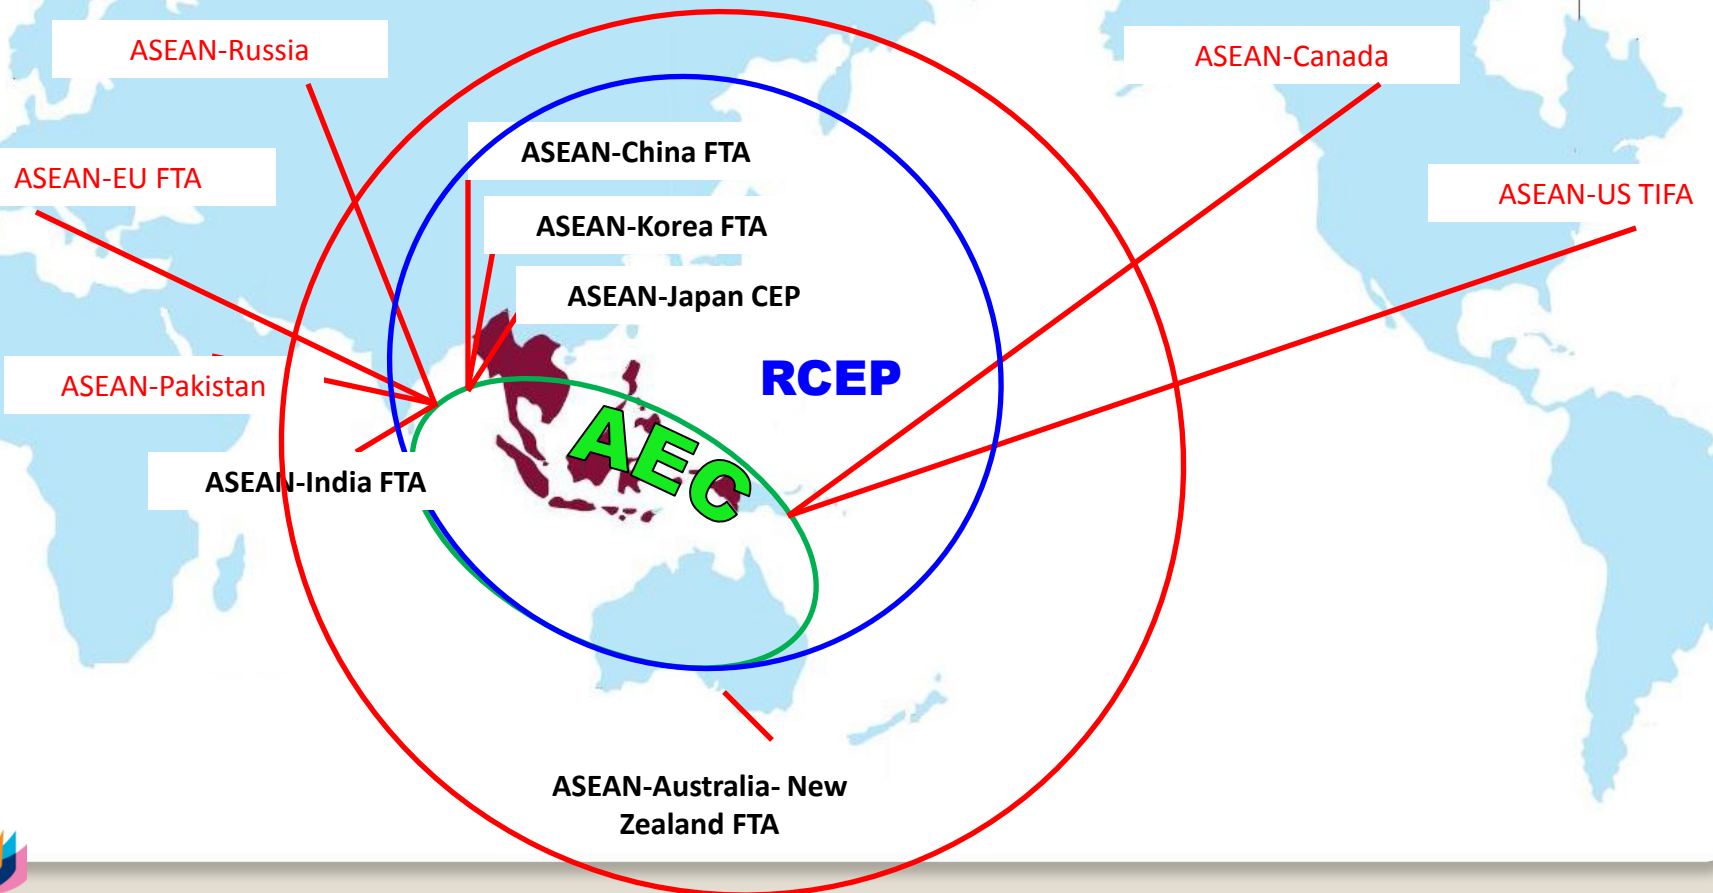 ASEAN-Russia
ASEAN-Canada
ASEAN-China FTA
ASEAN-EU FTA
ASEAN-US TIFA
ASEAN-Korea FTA
ASEAN-Japan CEP
RCEP
ASEAN-Pakistan
AEC
ASEAN-India FTA
ASEAN-Australia- New
Zealand FTA